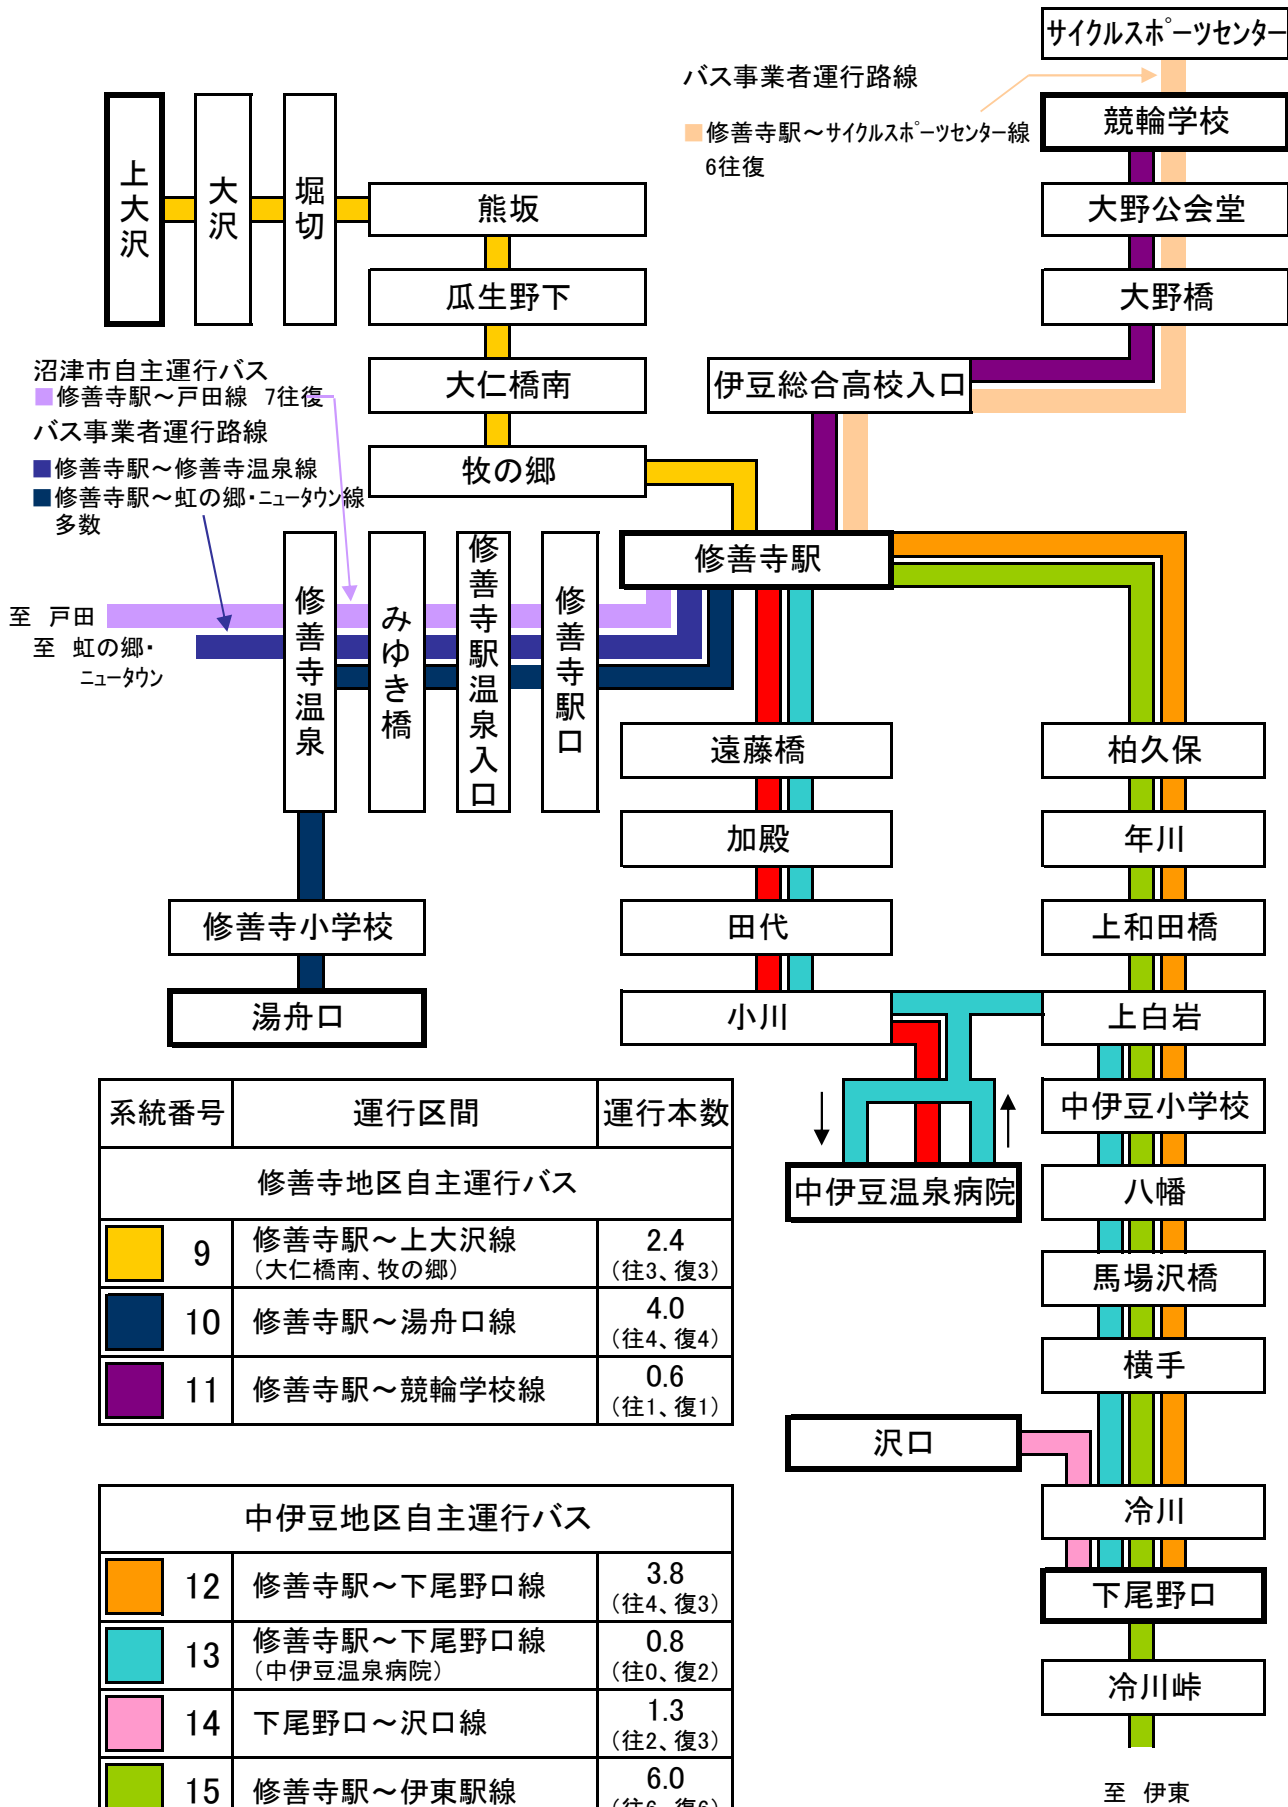 サイクルスポーツセンター
バス事業者運行路線
■修善寺駅～サイクルスポーツセンター線
6往復
競輪学校
上大沢
大沢
堀切
熊坂
大野公会堂
瓜生野下
大野橋
沼津市自主運行バス
■修善寺駅～戸田線 7往復
バス事業者運行路線
■修善寺駅～修善寺温泉線
■修善寺駅～虹の郷・ニュータウン線
多数
大仁橋南
伊豆総合高校入口
牧の郷
修善寺駅
至 戸田
至 虹の郷・
ニュータウン
修善寺温泉
みゆき橋
修善寺駅温泉入口
修善寺駅口
遠藤橋
柏久保
加殿
年川
修善寺小学校
田代
上和田橋
湯舟口
小川
上白岩
中伊豆小学校
中伊豆温泉病院
八幡
馬場沢橋
横手
沢口
冷川
下尾野口
冷川峠
至 伊東
系統番号 運行区間 運行本数
修善寺地区自主運行バス
9 修善寺駅～上大沢線 2.4
(大仁橋南、牧の郷) (往3、復3)
10 修善寺駅～湯舟口線 4.0
(往4、復4)
11 修善寺駅～競輪学校線 0.6
(往1、復1)
中伊豆地区自主運行バス
12 修善寺駅～下尾野口線 3.8
(往4、復3)
13 修善寺駅～下尾野口線 0.8
(中伊豆温泉病院) (往0、復2)
14 下尾野口～沢口線 1.3
(往2、復3)
15 修善寺駅～伊東駅線 6.0